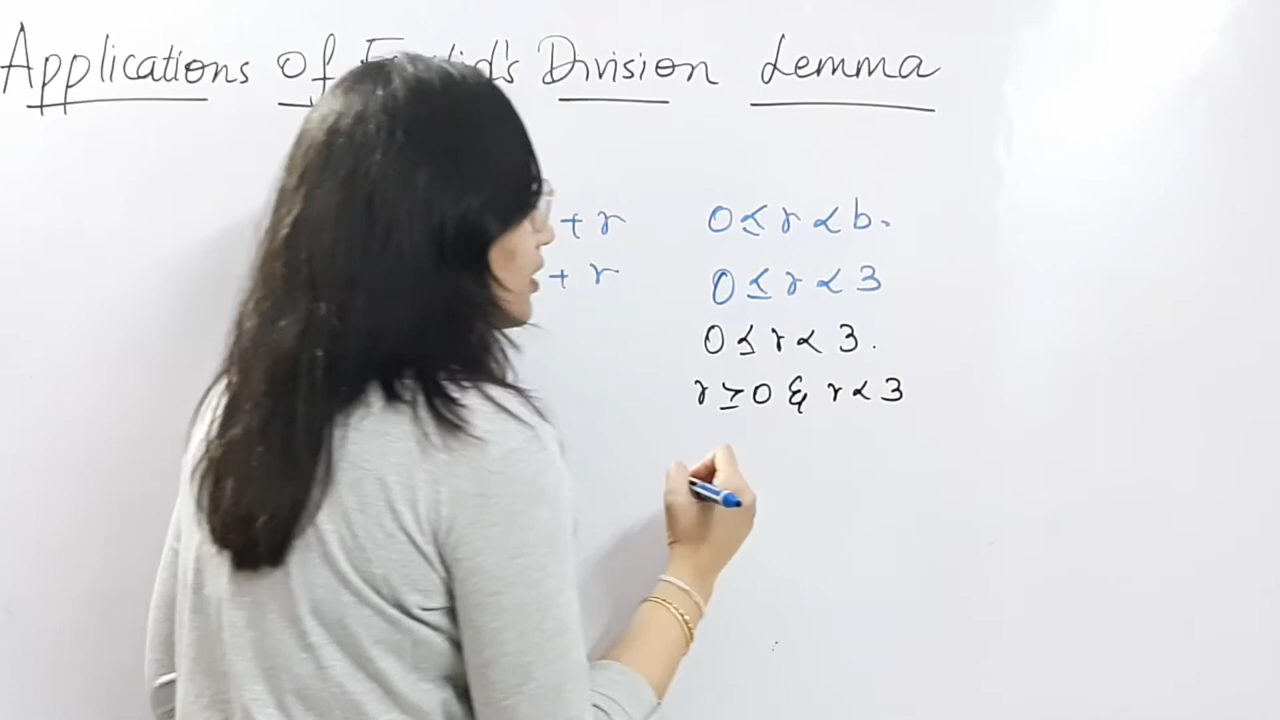 Applications of Division Lemma
+ r 0 ≤ r < b.
+ r 0 ≤ r < 3
0 ≤ r < 3.
r ≥ 0 & r < 3